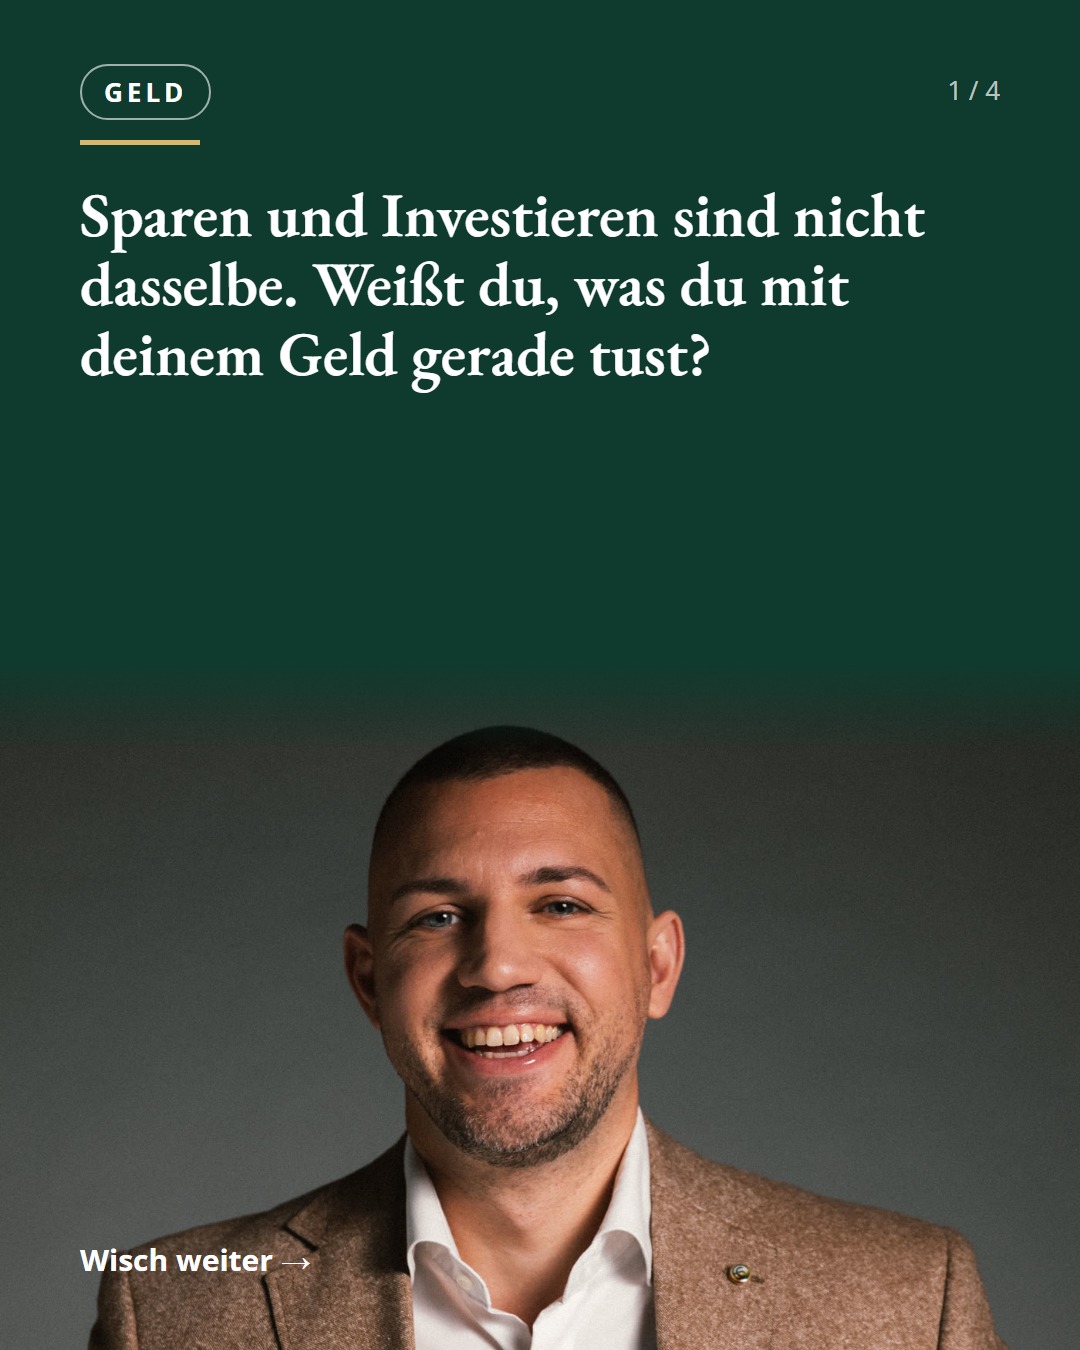 GELD
1 / 4
Sparen und Investieren sind nicht
dasselbe. Weißt du, was du mit
deinem Geld gerade tust?
Wisch weiter →